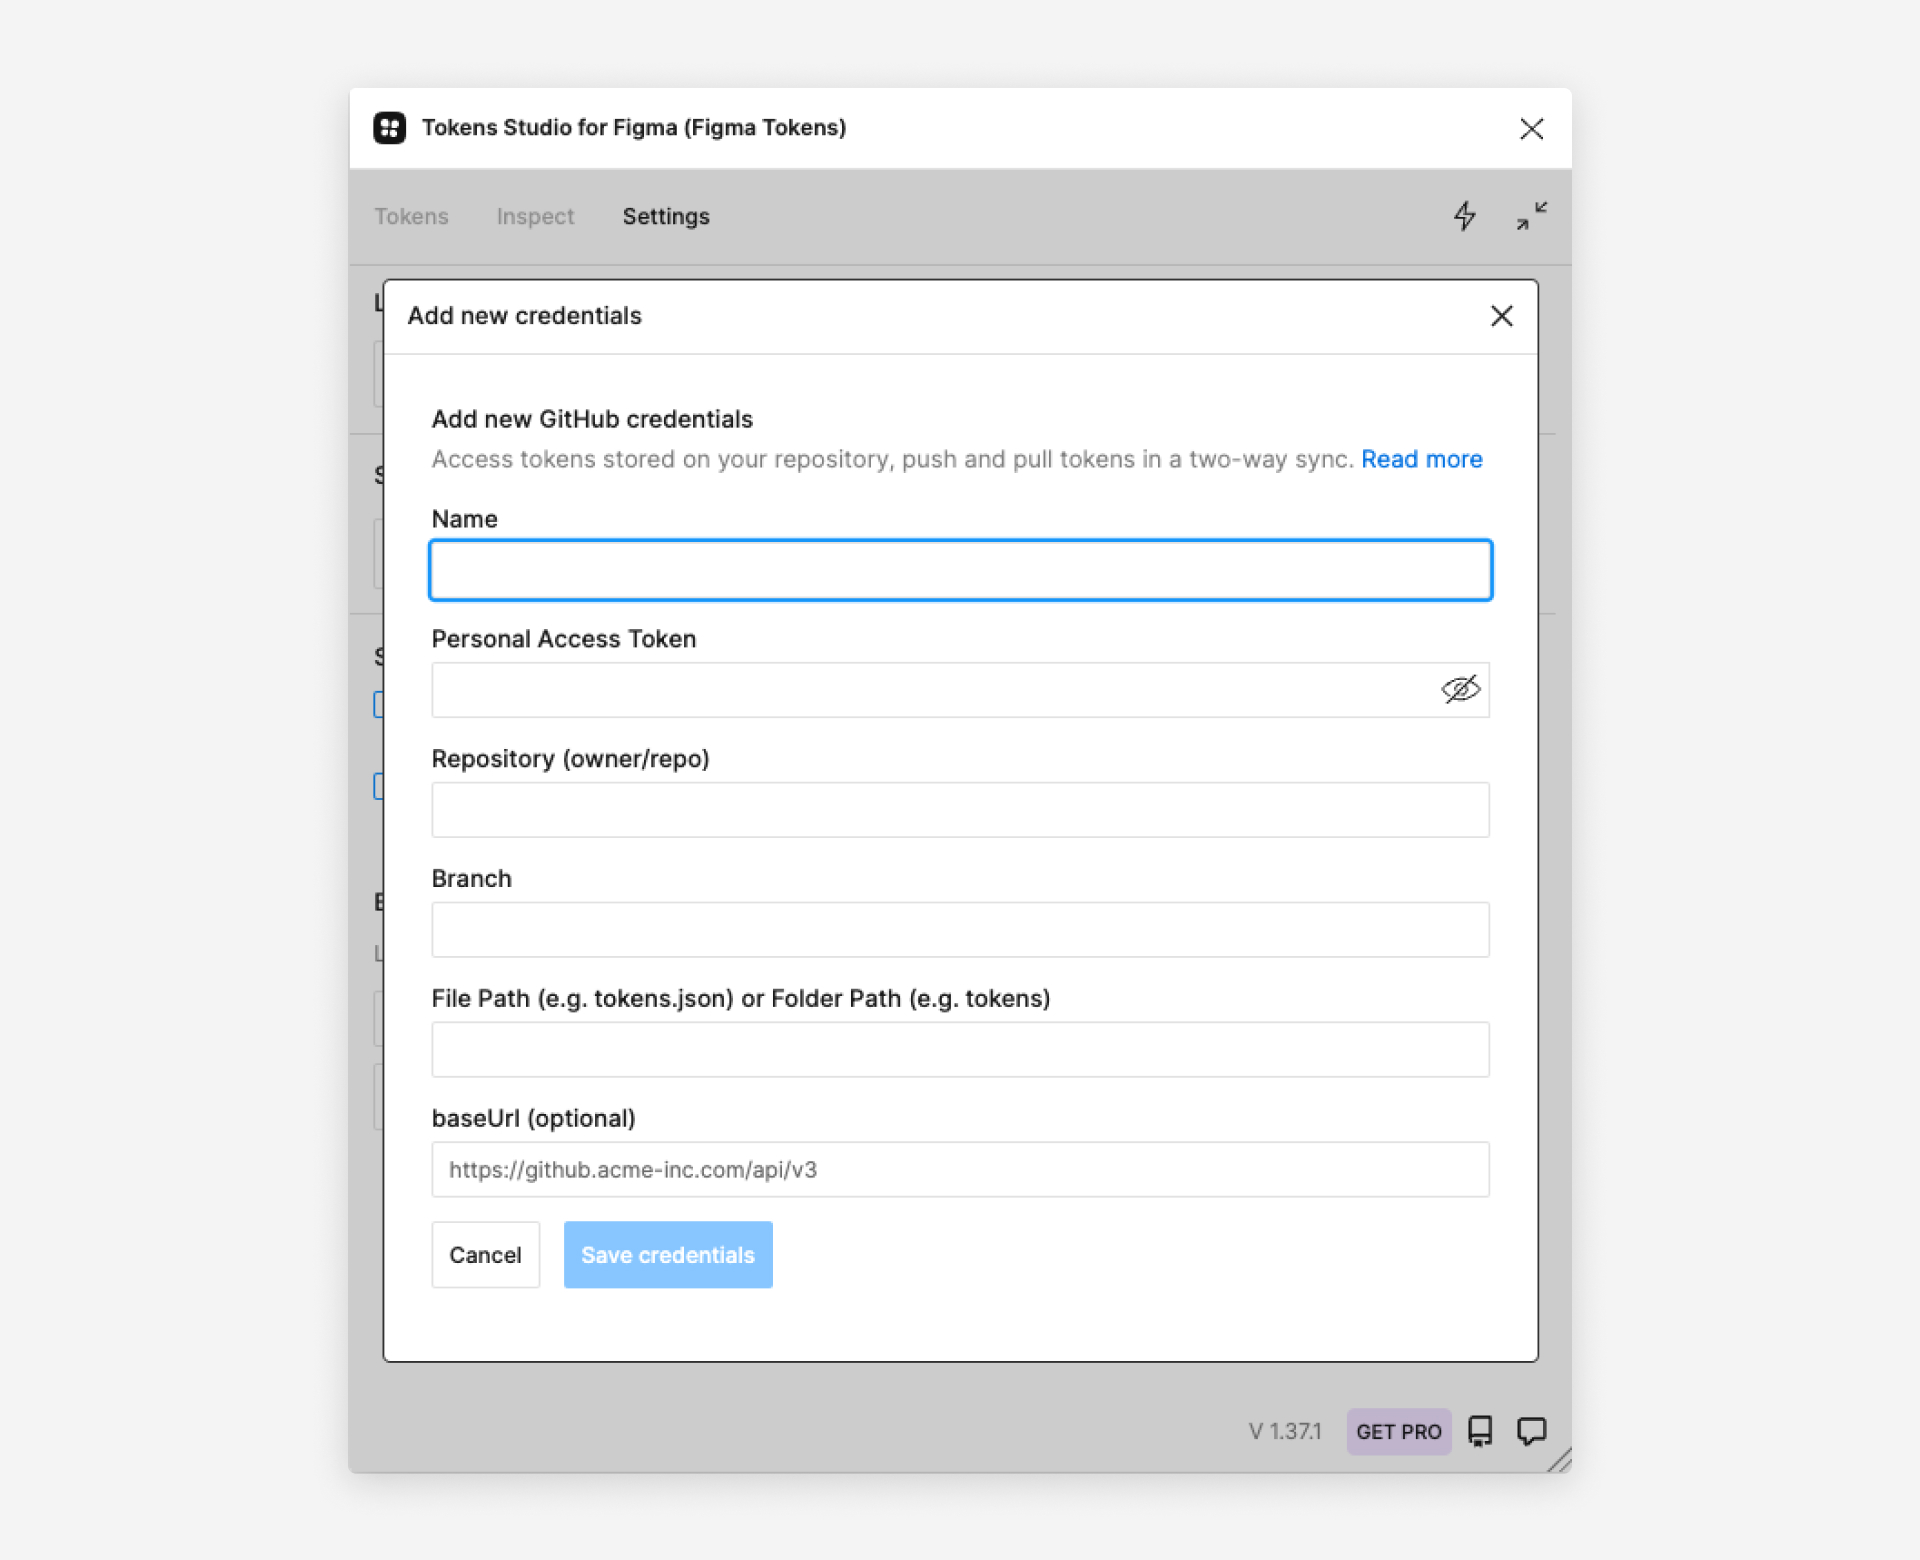 Tokens Studio for Figma (Figma Tokens)
Tokens Inspect Settings
Add new credentials
Add new GitHub credentials
Access tokens stored on your repository, push and pull tokens in a two-way sync. Read more
Name
Personal Access Token
Repository (owner/repo)
Branch
File Path (e.g. tokens.json) or Folder Path (e.g. tokens)
baseUrl (optional)
https://github.acme-inc.com/api/v3
Cancel Save credentials
V 1.37.1 GET PRO